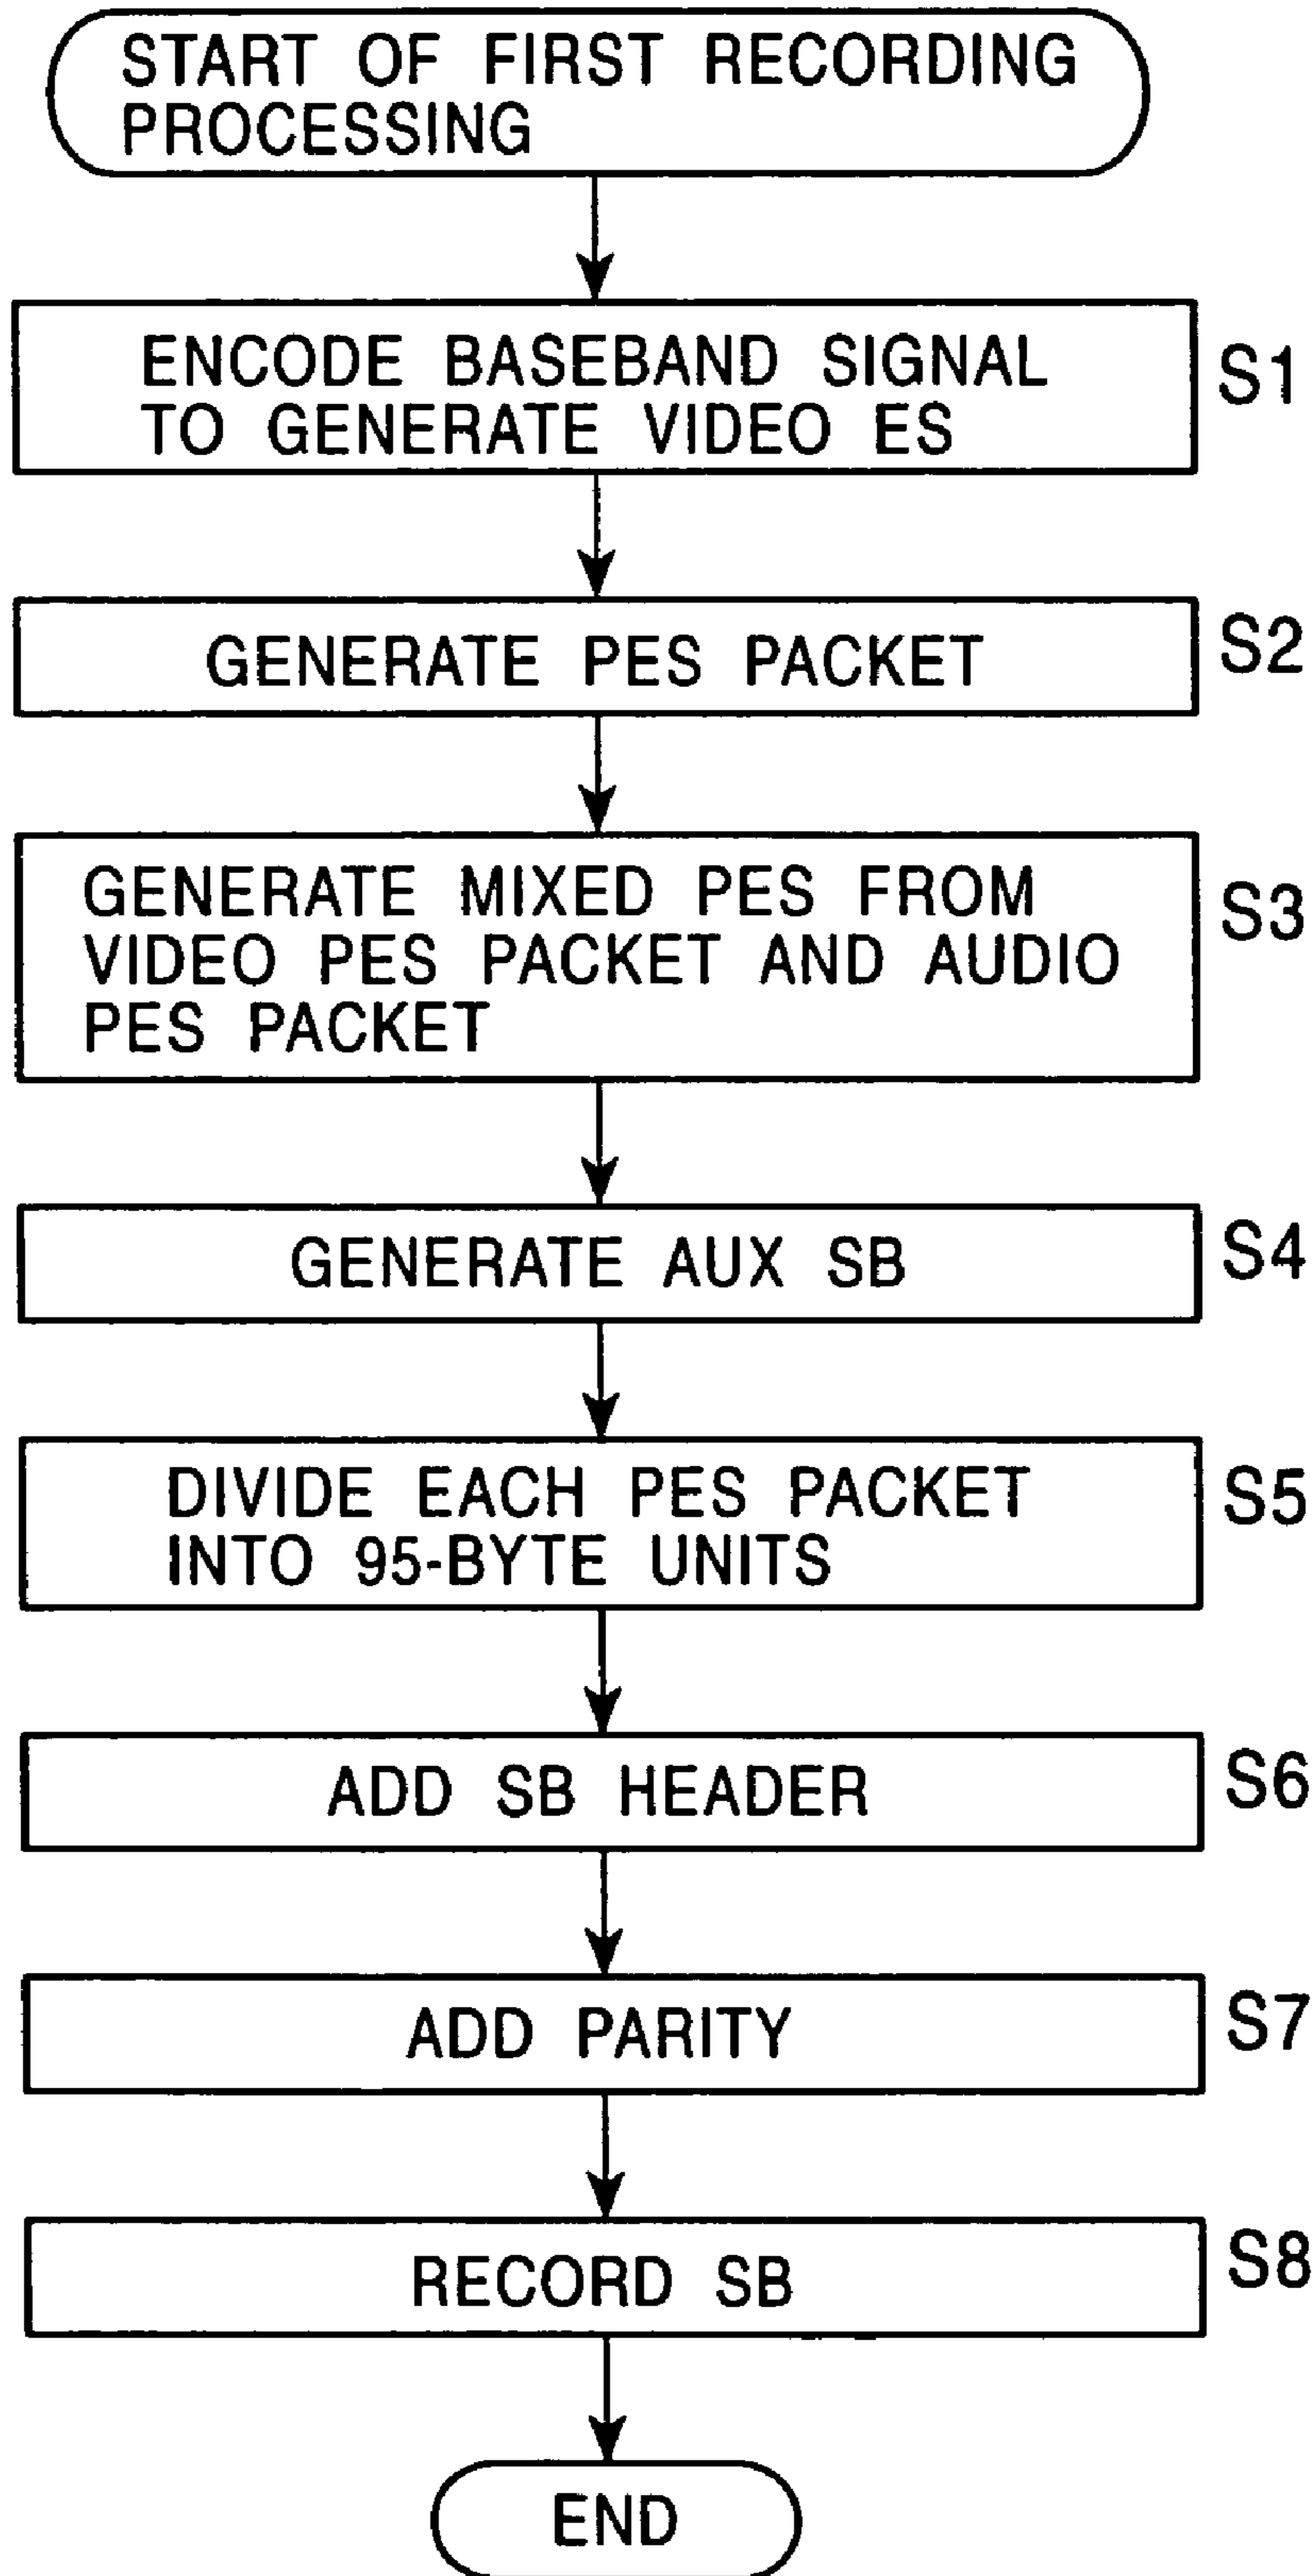 START OF FIRST RECORDING
PROCESSING
ENCODE BASEBAND SIGNAL
TO GENERATE VIDEO ES
S1
GENERATE PES PACKET
S2
GENERATE MIXED PES FROM
VIDEO PES PACKET AND AUDIO
PES PACKET
S3
GENERATE AUX SB
S4
DIVIDE EACH PES PACKET
INTO 95-BYTE UNITS
S5
ADD SB HEADER
S6
ADD PARITY
S7
RECORD SB
S8
END